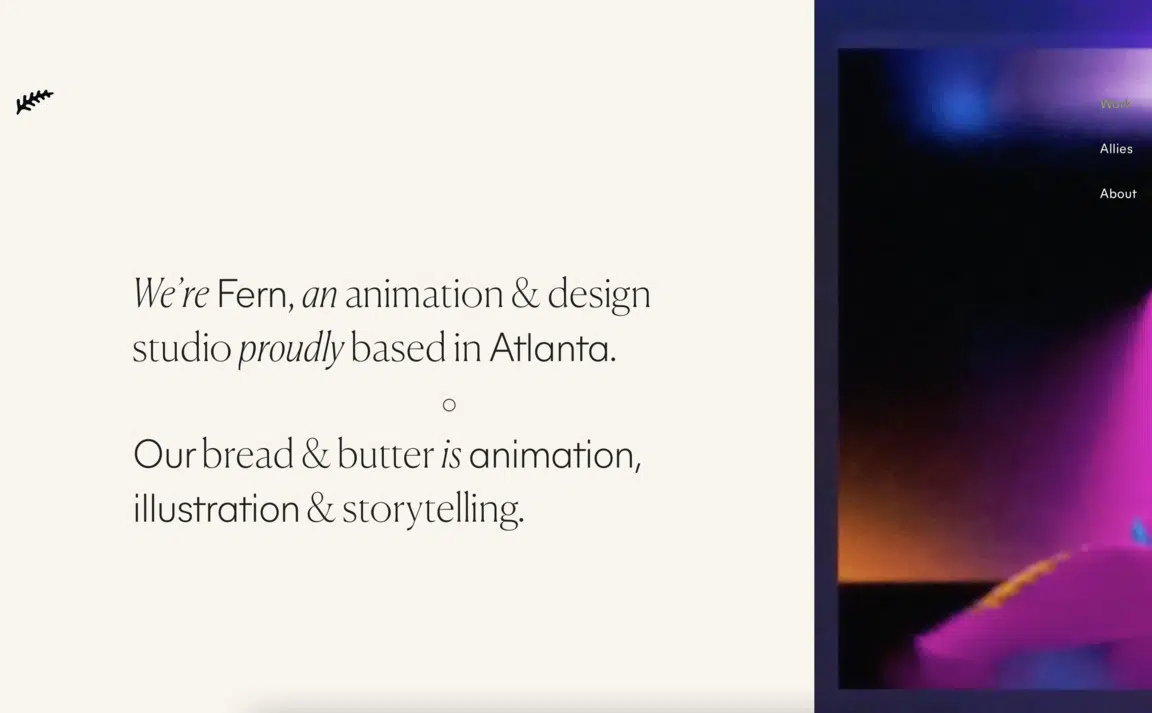 We're Fern, an animation & design
studio proudly based in Atlanta.
Our bread & butter is animation,
illustration & storytelling.
Work
Allies
About